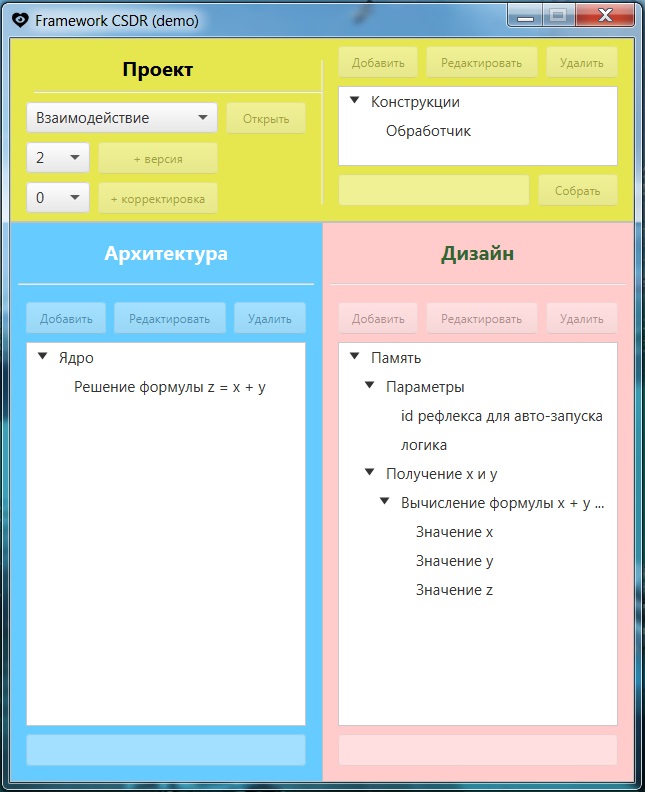 Framework CSDR (demo)
Проект
Взаимодействие
Открыть
2
+ версия
0
+ корректировка
Добавить
Редактировать
Удалить
Конструкции
Обработчик
Собрать
Архитектура
Добавить
Редактировать
Удалить
Ядро
Решение формулы z = x + y
Дизайн
Добавить
Редактировать
Удалить
Память
Параметры
id рефлекса для авто-запуска
логика
Получение x и y
Вычисление формулы x + y ...
Значение x
Значение y
Значение z